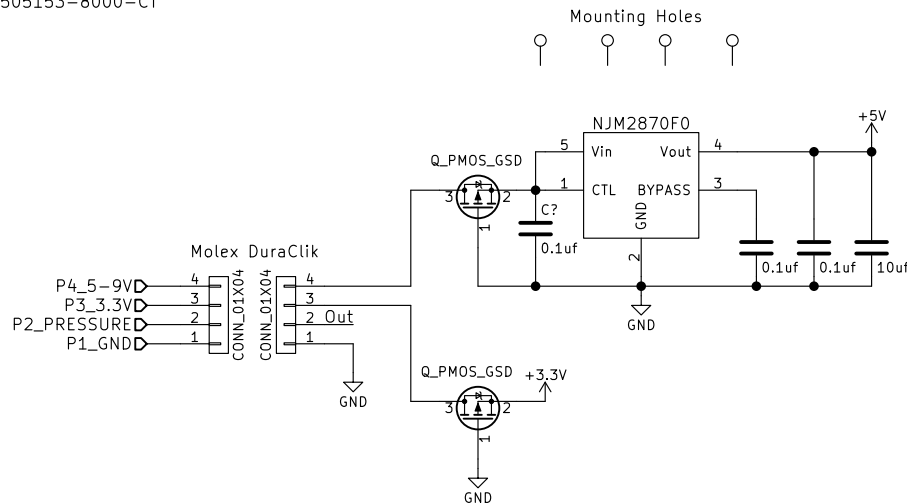 505153-8000-CT
Mounting Holes
NJM2870F0
+5V
5 Vin Vout 4
1 CTL BYPASS 3
GND
2
Q_PMOS_GSD
3 2
1
C?
0.1uf
0.1uf 0.1uf 10uf
GND
Molex DuraClik
P4_5-9V 4 4
P3_3.3V 3 3
P2_PRESSURE 2 2 Out
P1_GND 1 1
CONN_01X04 CONN_01X04
GND
Q_PMOS_GSD
+3.3V
3 2
1
GND